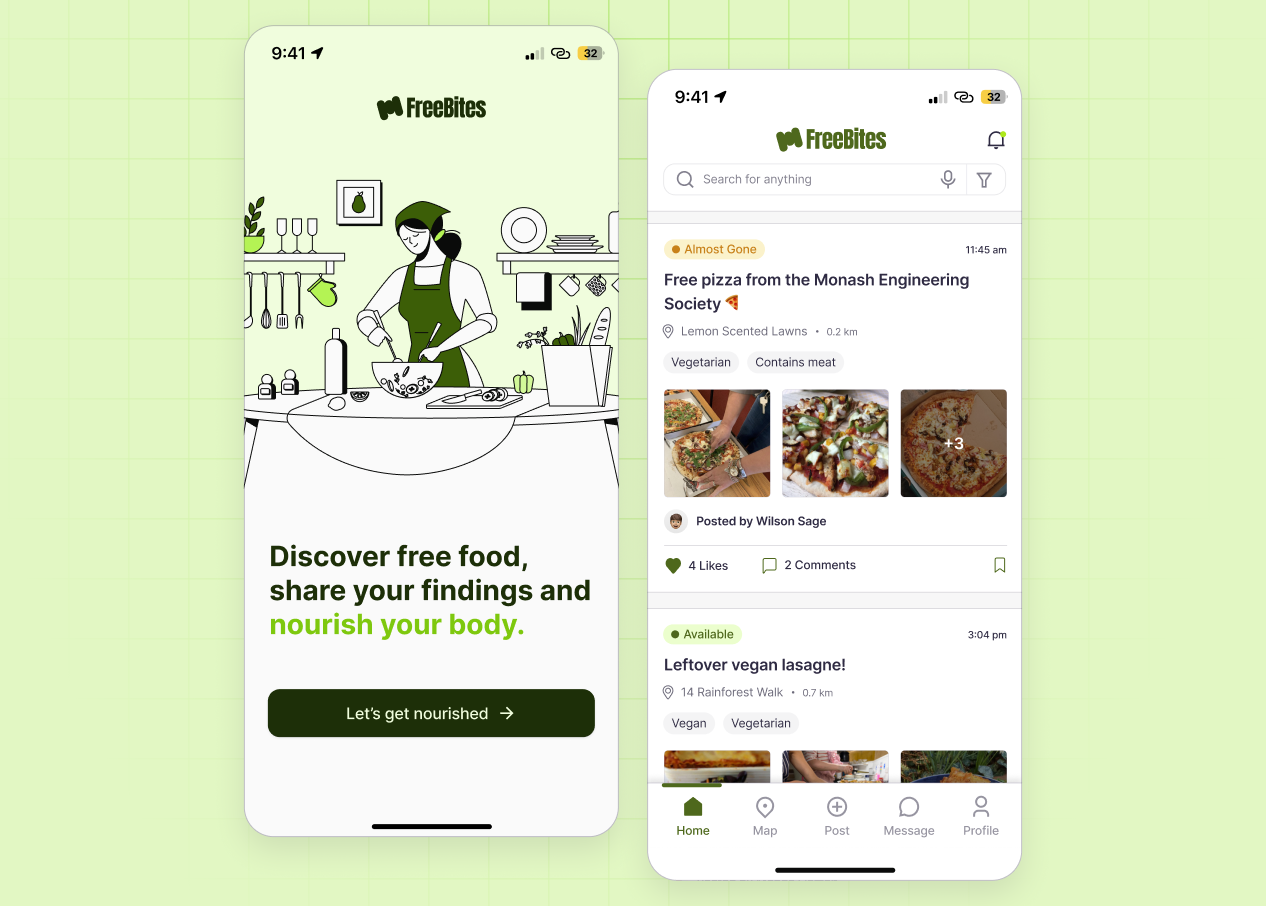 9:41
32
FreeBites
Discover free food,
share your findings and
nourish your body.
Let's get nourished
9:41
32
FreeBites
Search for anything
Almost Gone
11:45 am
Free pizza from the Monash Engineering
Society 🍕
Lemon Scented Lawns • 0.2 km
Vegetarian
Contains meat
+3
Posted by Wilson Sage
4 Likes
2 Comments
Available
3:04 pm
Leftover vegan lasagne!
14 Rainforest Walk • 0.7 km
Vegan
Vegetarian
Home
Map
Post
Message
Profile